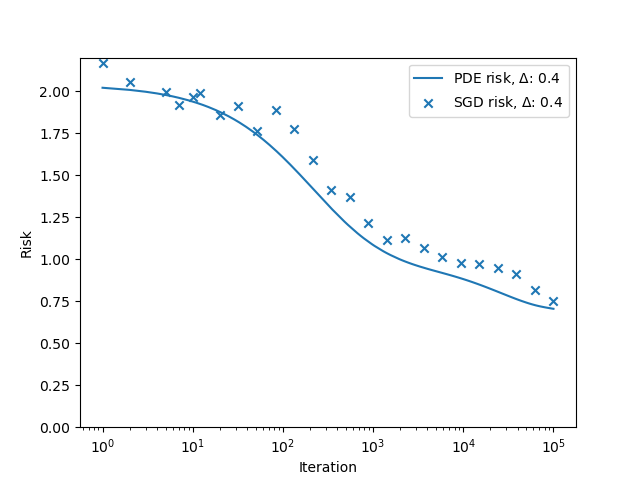 PDE risk, Δ: 0.4
SGD risk, Δ: 0.4
2.00
1.75
1.50
1.25
1.00
0.75
0.50
0.25
0.00
Risk
10⁰ 10¹ 10² 10³ 10⁴ 10⁵
Iteration